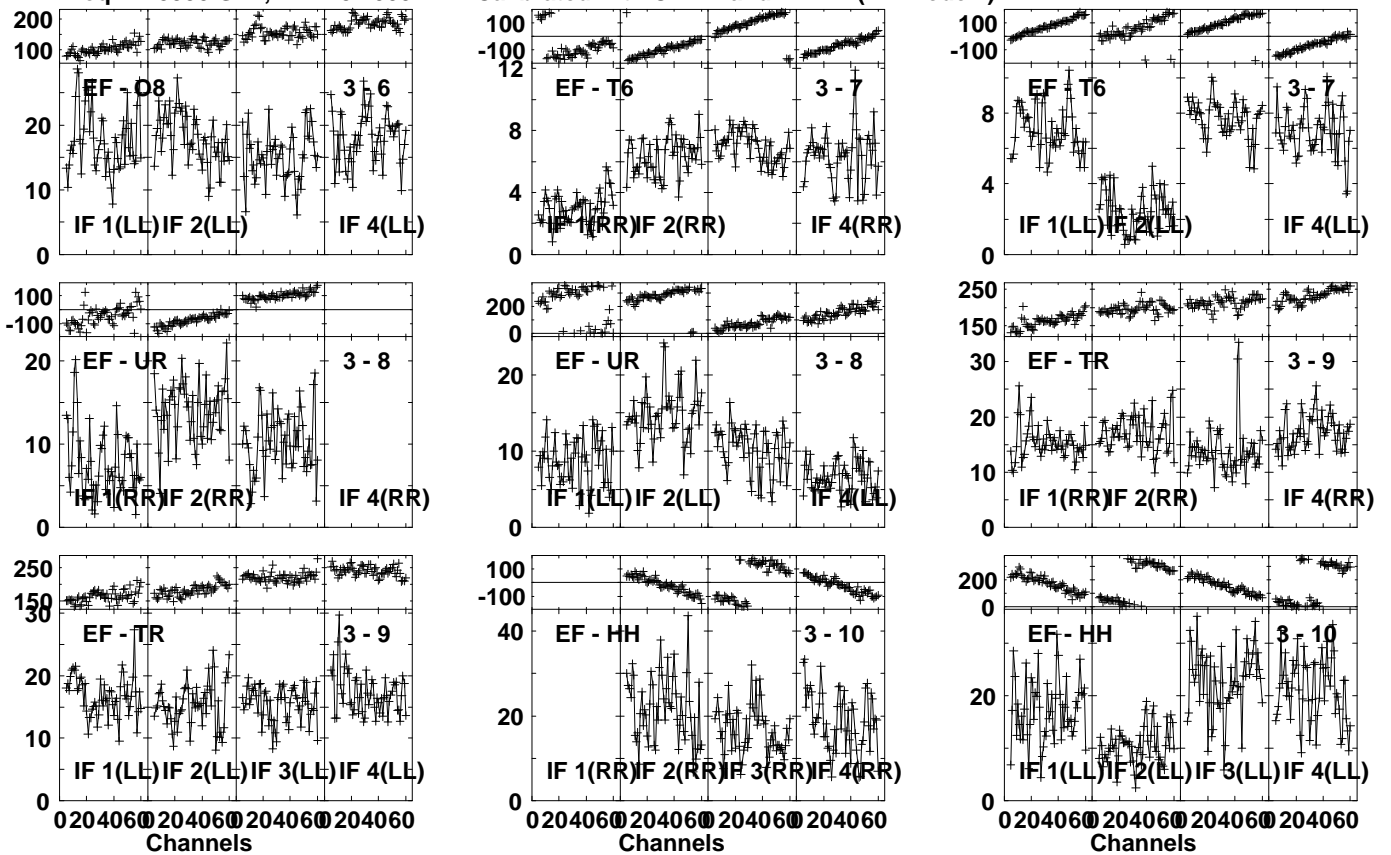 200
100
EF - O8 3 - 6
20
10
0
IF 1(LL) IF 2(LL) IF 4(LL)
100
-100
12
EF - T6 3 - 7
8
4
0
IF 1(RR) IF 2(RR) IF 4(RR)
100
-100
EF - T6 3 - 7
8
4
0
IF 1(LL) IF 2(LL) IF 4(LL)
100
-100
20
EF - UR 3 - 8
10
0
IF 1(RR) IF 2(RR) IF 4(RR)
200
0
EF - UR 3 - 8
20
10
0
IF 1(LL) IF 2(LL) IF 4(LL)
250
150
EF - TR 3 - 9
30
20
10
0
IF 1(RR) IF 2(RR) IF 4(RR)
250
150
30
EF - TR 3 - 9
20
10
0
IF 1(LL) IF 2(LL) IF 3(LL) IF 4(LL)
0 20 40 60 0 20 40 60 0 20 40 60 0 20 40 60
Channels
100
-100
40
EF - HH 3 - 10
20
0
IF 1(RR) IF 2(RR) IF 3(RR) IF 4(RR)
0 20 40 60 0 20 40 60 0 20 40 60 0 20 40 60
Channels
200
0
EF - HH 3 - 10
20
0
IF 1(LL) IF 2(LL) IF 3(LL) IF 4(LL)
0 20 40 60 0 20 40 60 0 20 40 60 0 20 40 60
Channels